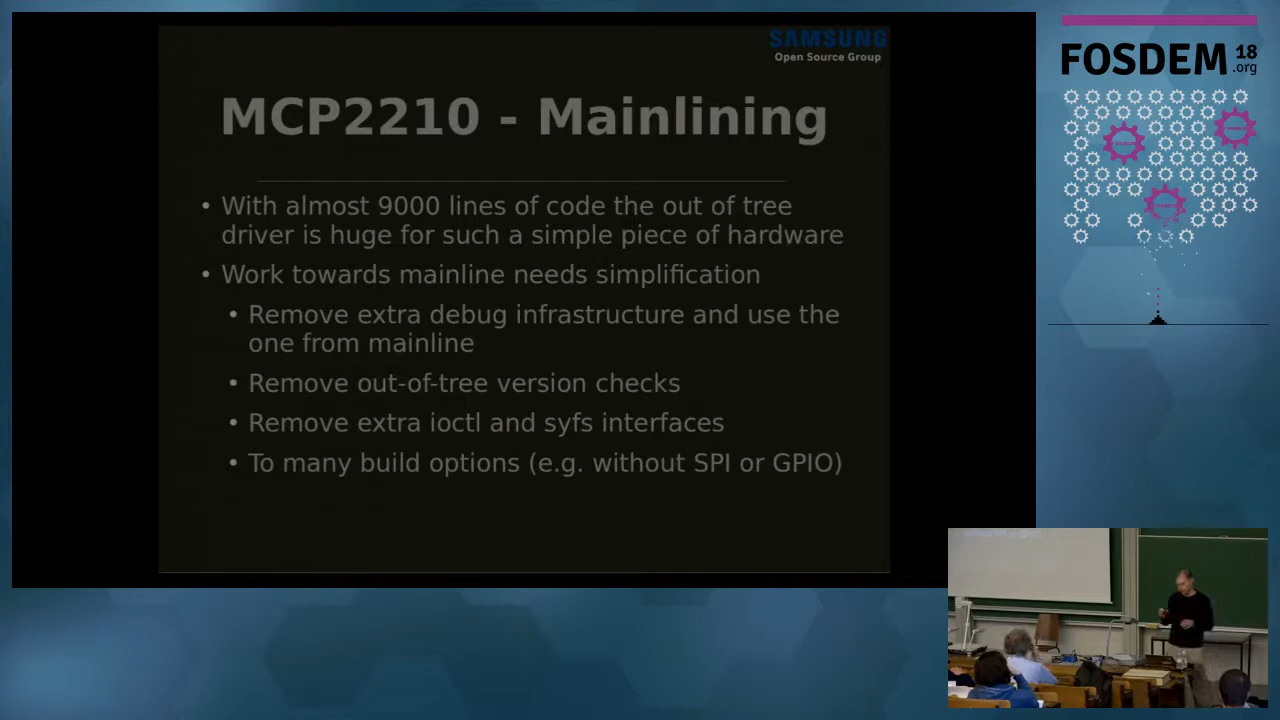 SAMSUNG
Open Source Group
MCP2210 - Mainlining
• With almost 9000 lines of code the out of tree
driver is huge for such a simple piece of hardware
• Work towards mainline needs simplification
• Remove extra debug infrastructure and use the
one from mainline
• Remove out-of-tree version checks
• Remove extra ioctl and syfs interfaces
• To many build options (e.g. without SPI or GPIO)
FOSDEM 18
.org